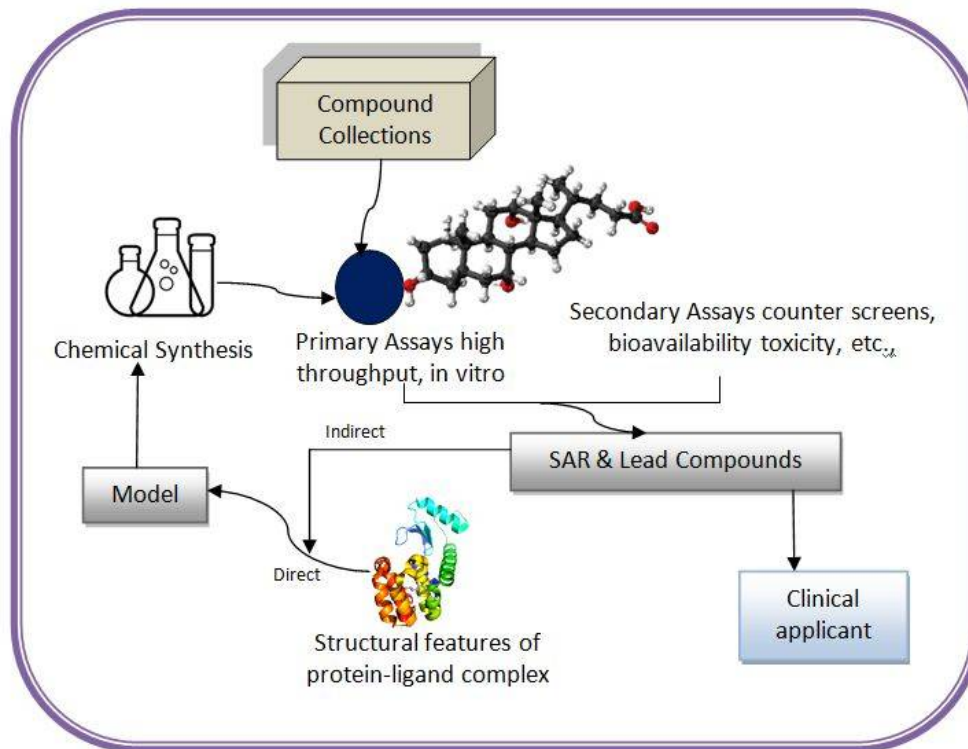 Compound
Collections
Chemical Synthesis
Primary Assays high
throughput, in vitro
Secondary Assays counter screens,
bioavailability toxicity, etc.,
Indirect
SAR & Lead Compounds
Model
Direct
Structural features of
protein-ligand complex
Clinical
applicant